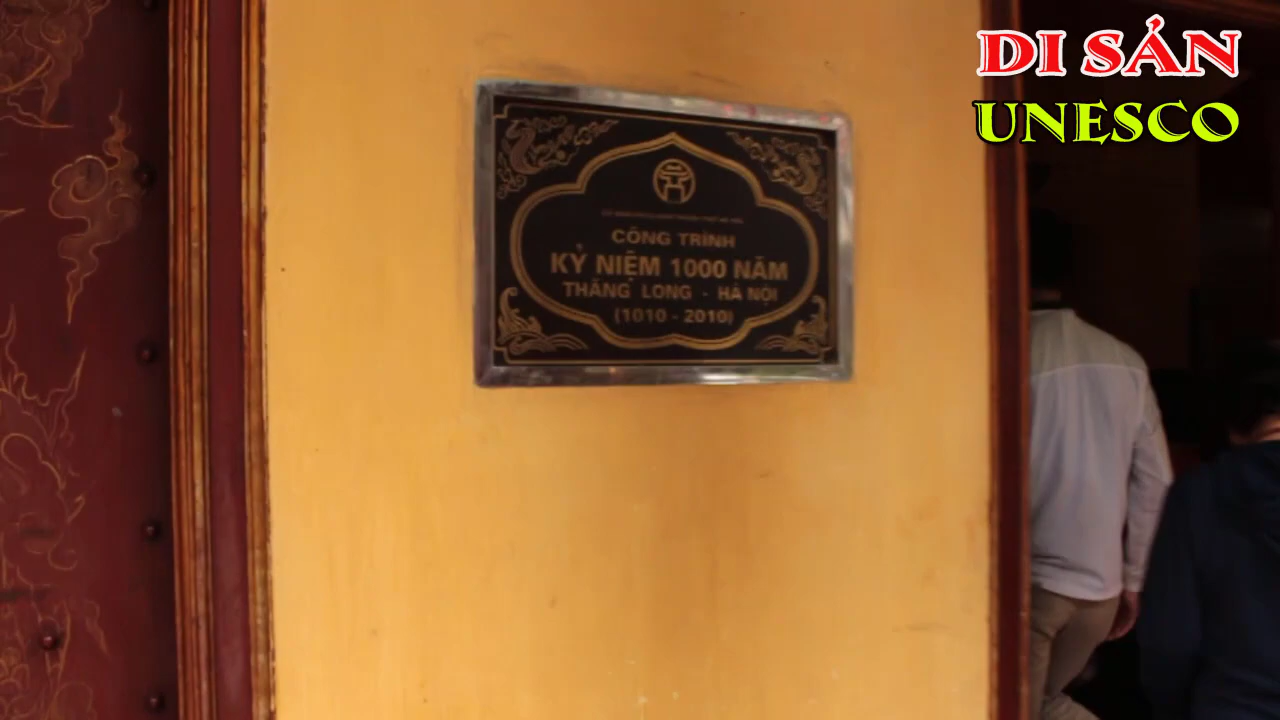 DI SẢN
UNESCO
CÔNG TRÌNH
KỶ NIỆM 1000 NĂM
THĂNG LONG - HÀ NỘI
(1010 - 2010)